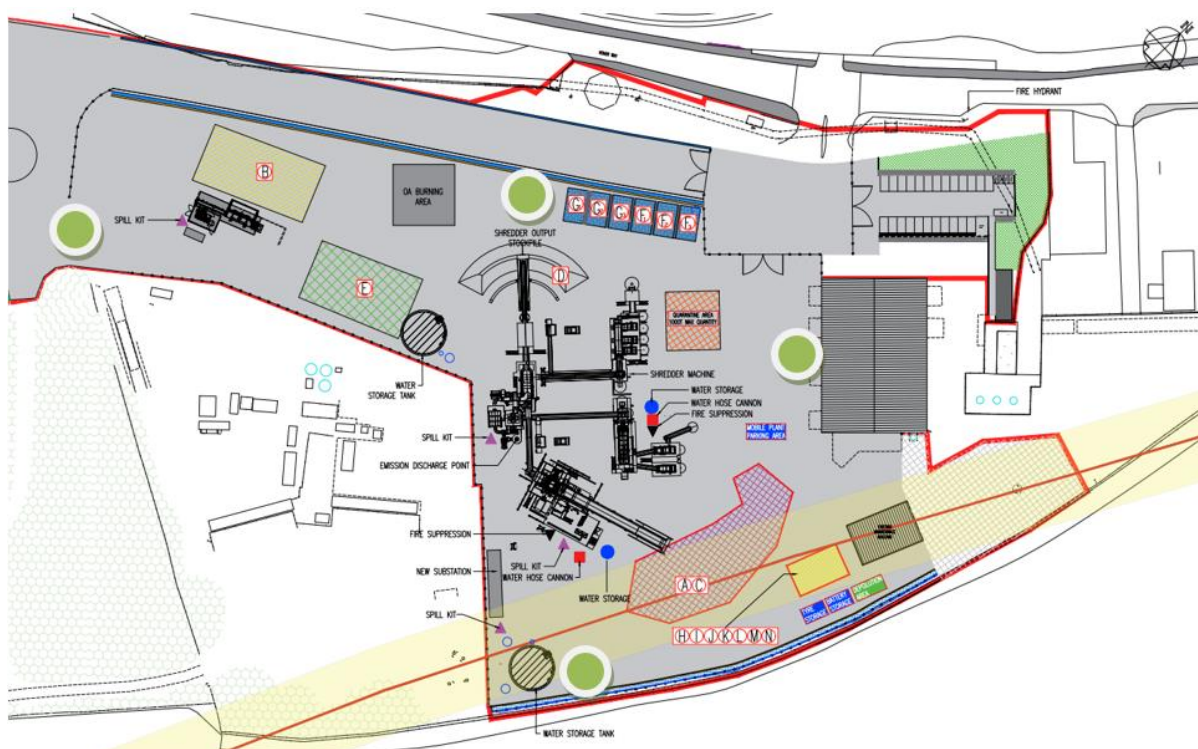 N
FIRE HYDRANT
B
OA BURNING
AREA
SPILL KIT
SHREDDER OUTPUT
STOCKPILE
D
E
QUARANTINE AREA
WATER
STORAGE TANK
SHREDDER MACHINE
WATER STORAGE
WATER HOSE CANNON
FIRE SUPPRESSION
MOBILE PLANT
PARKING AREA
SPILL KIT
EMISSION DISCHARGE POINT
FIRE SUPPRESSION
NEW SUBSTATION
SPILL KIT
WATER HOSE CANNON
WATER STORAGE
A C
TYRE
STORAGE
BATTERY
STORAGE
DEPOLLUTION
AREA
H I J K L M N
SPILL KIT
WATER STORAGE TANK